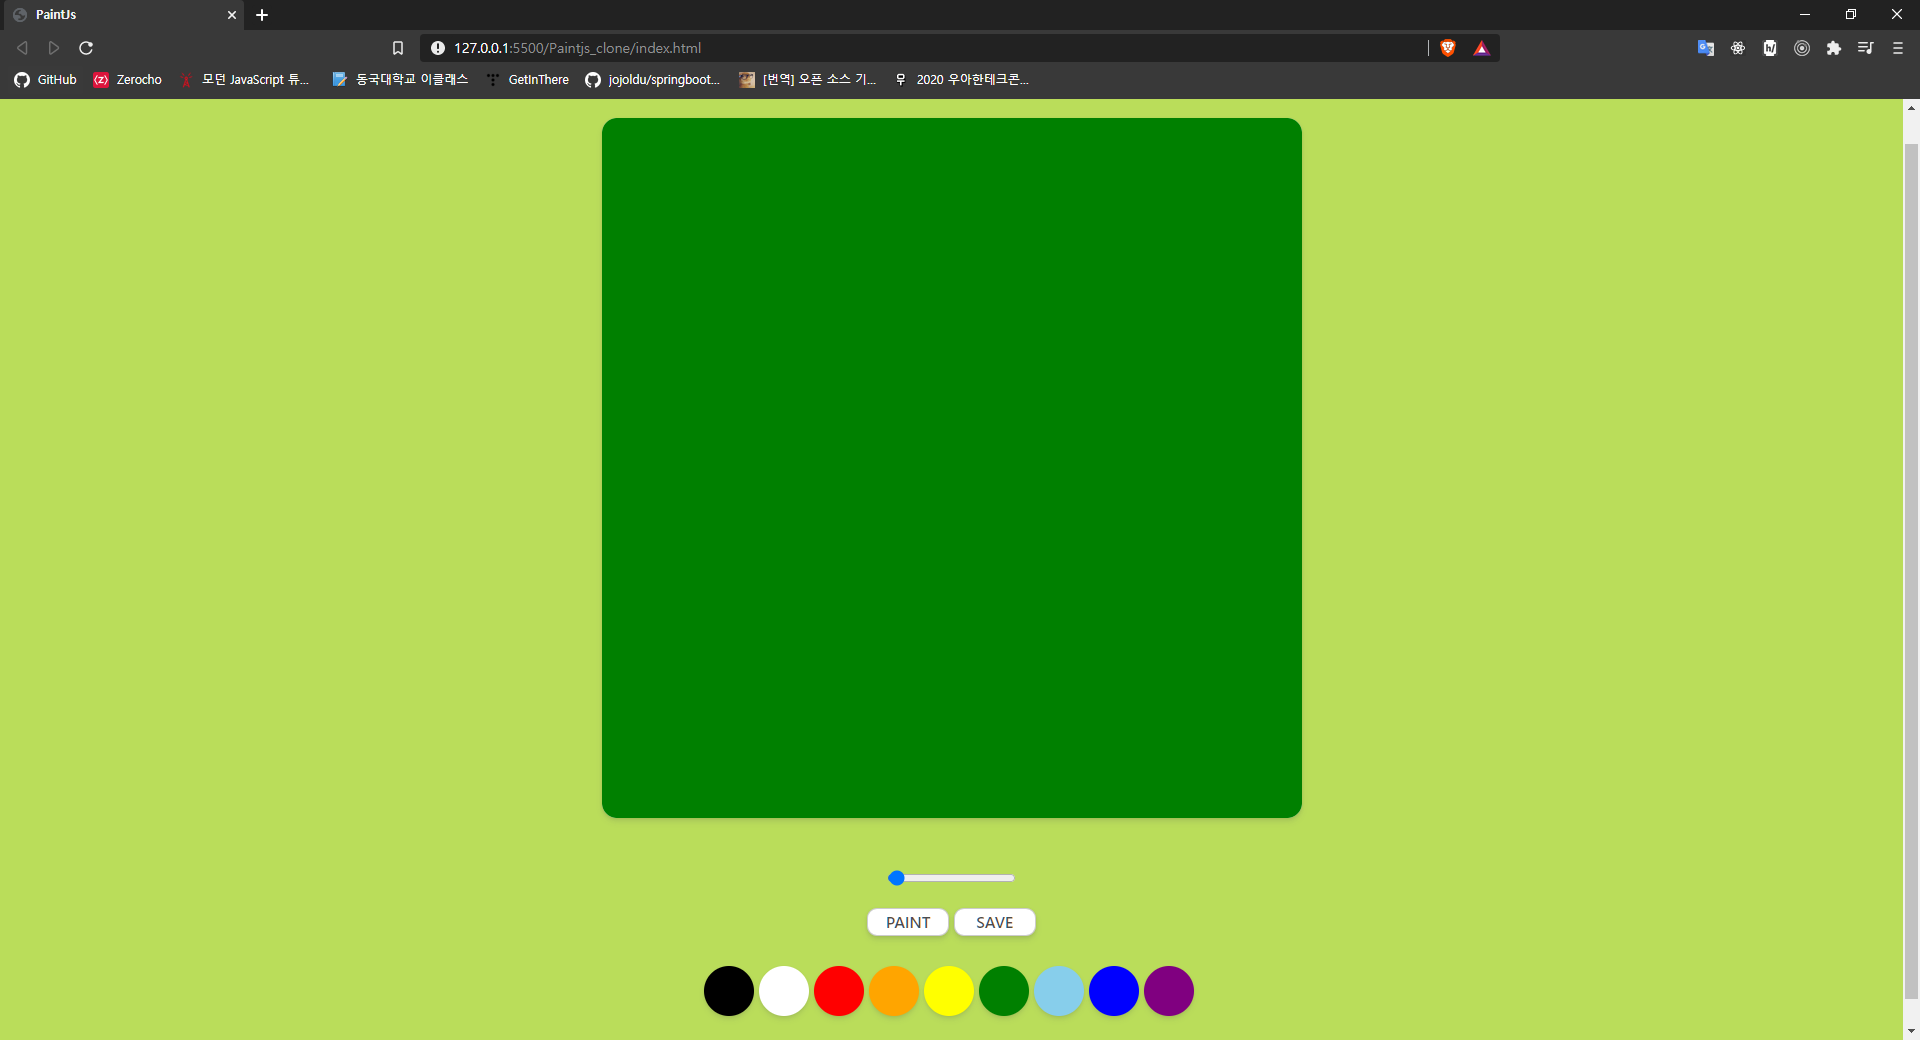 PaintJs
127.0.0.1:5500/Paintjs_clone/index.html
GitHub Zerocho 모던 JavaScript 튜... 동국대학교 이클래스 GetInThere jojoldu/springboot... [번역] 오픈 소스 기... 2020 우아한테크콘...
PAINT SAVE